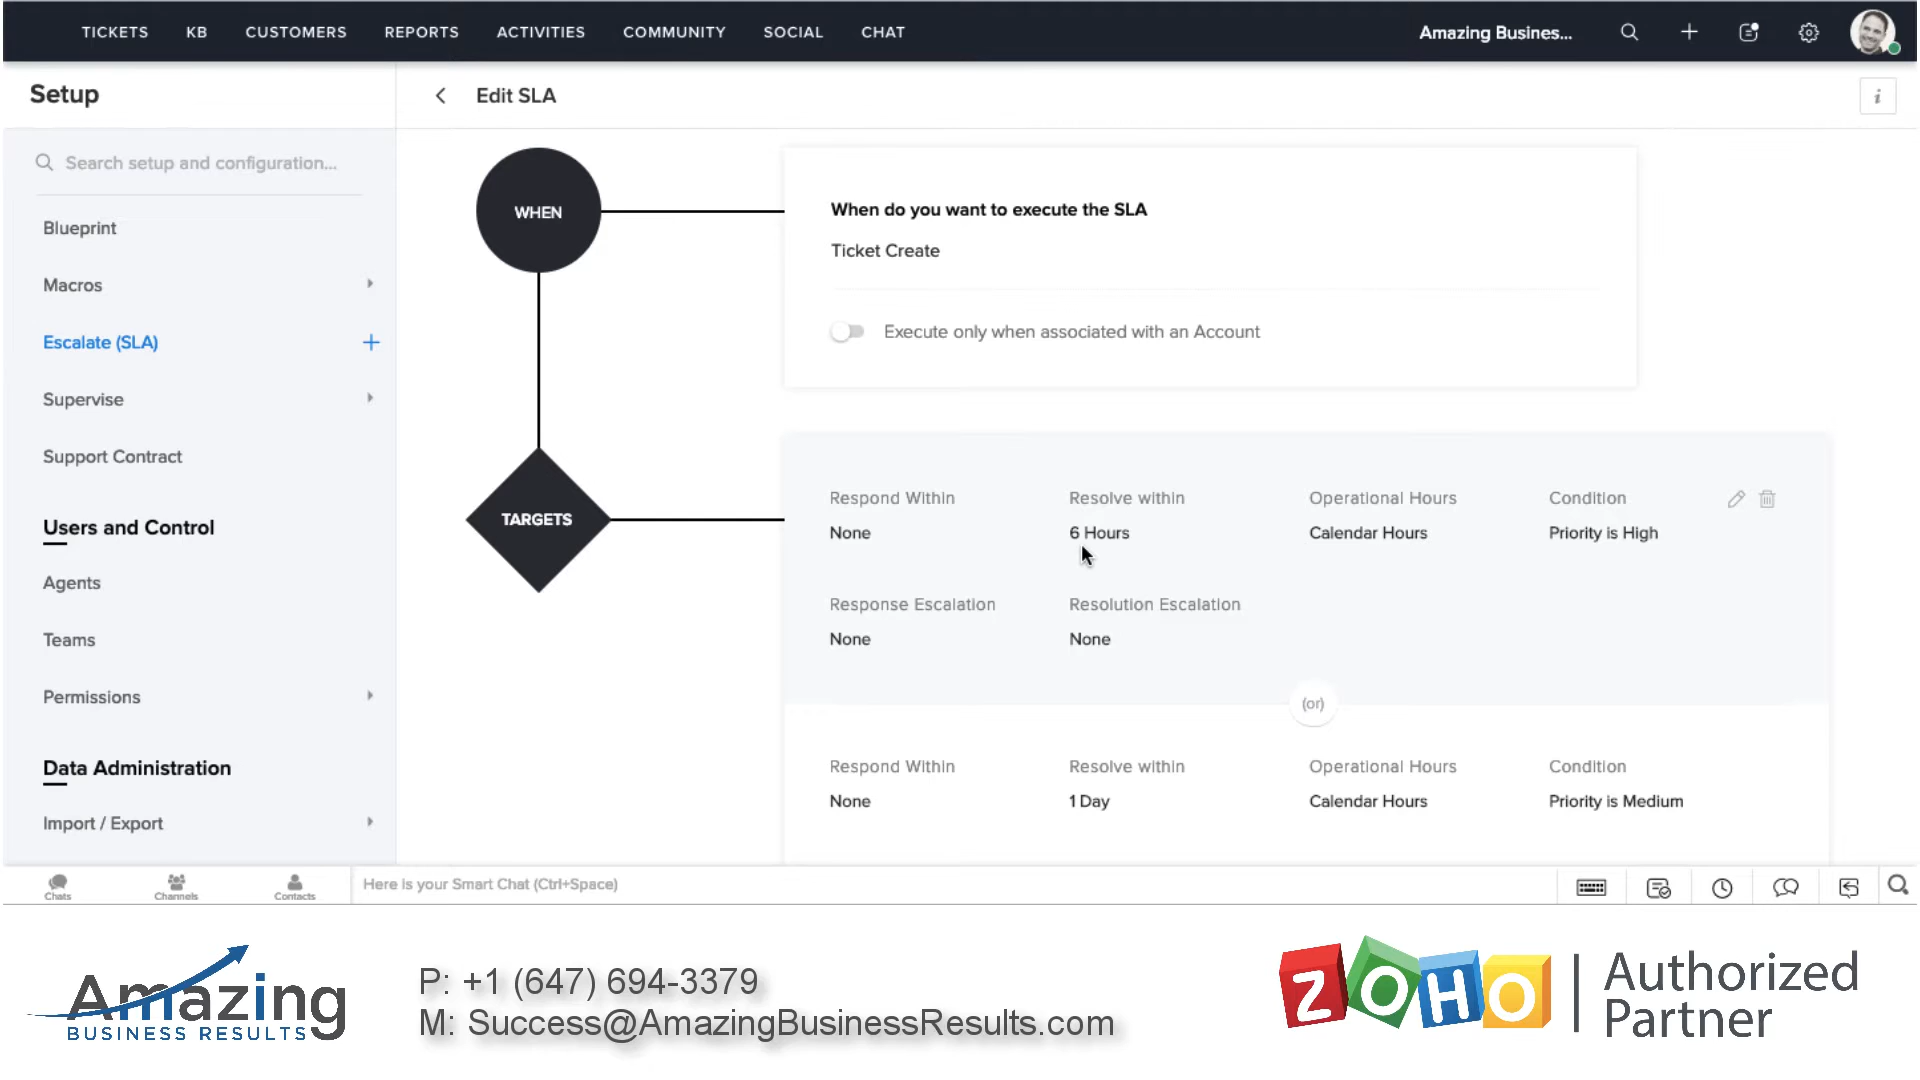 TICKETS KB CUSTOMERS REPORTS ACTIVITIES COMMUNITY SOCIAL CHAT Amazing Busines...
Setup
Edit SLA
i
Search setup and configuration...
Blueprint
Macros
Escalate (SLA)
Supervise
Support Contract
Users and Control
Agents
Teams
Permissions
Data Administration
Import / Export
WHEN
When do you want to execute the SLA
Ticket Create
Execute only when associated with an Account
TARGETS
Respond Within Resolve within Operational Hours Condition
None 6 Hours Calendar Hours Priority is High
Response Escalation Resolution Escalation
None None
(or)
Respond Within Resolve within Operational Hours Condition
None 1 Day Calendar Hours Priority is Medium
Chats Channels Contacts Here is your Smart Chat (Ctrl+Space)
Amazing
BUSINESS RESULTS
P: +1 (647) 694-3379
M: Success@AmazingBusinessResults.com
ZOHO
Authorized
Partner